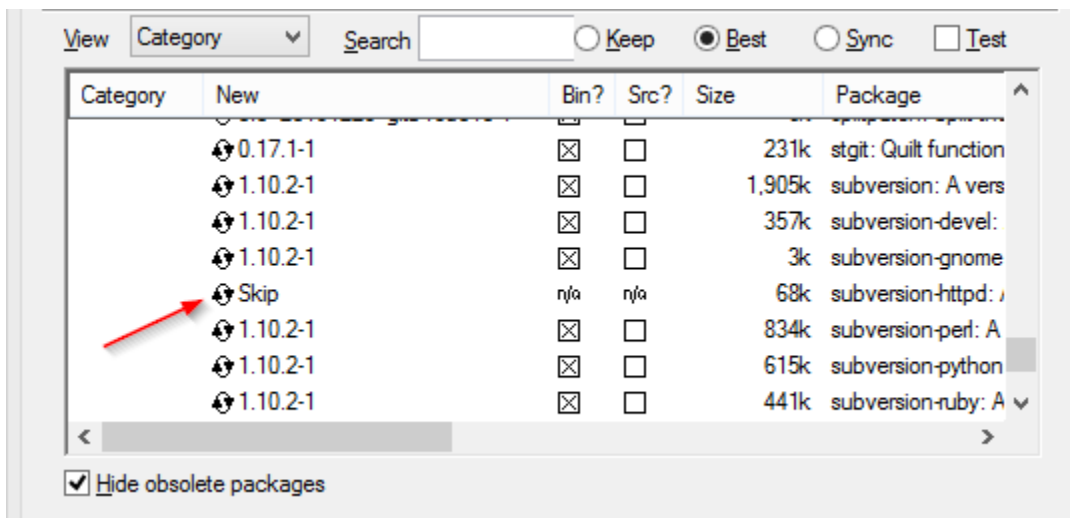 View Category Search Keep Best Sync Test
Category New Bin? Src? Size Package
0.17.1-1 231k stgit: Quilt function
1.10.2-1 1,905k subversion: A vers
1.10.2-1 357k subversion-devel:
1.10.2-1 3k subversion-gnome
Skip n/a n/a 68k subversion-httpd:
1.10.2-1 834k subversion-perl: A
1.10.2-1 615k subversion-python
1.10.2-1 441k subversion-ruby: A
Hide obsolete packages